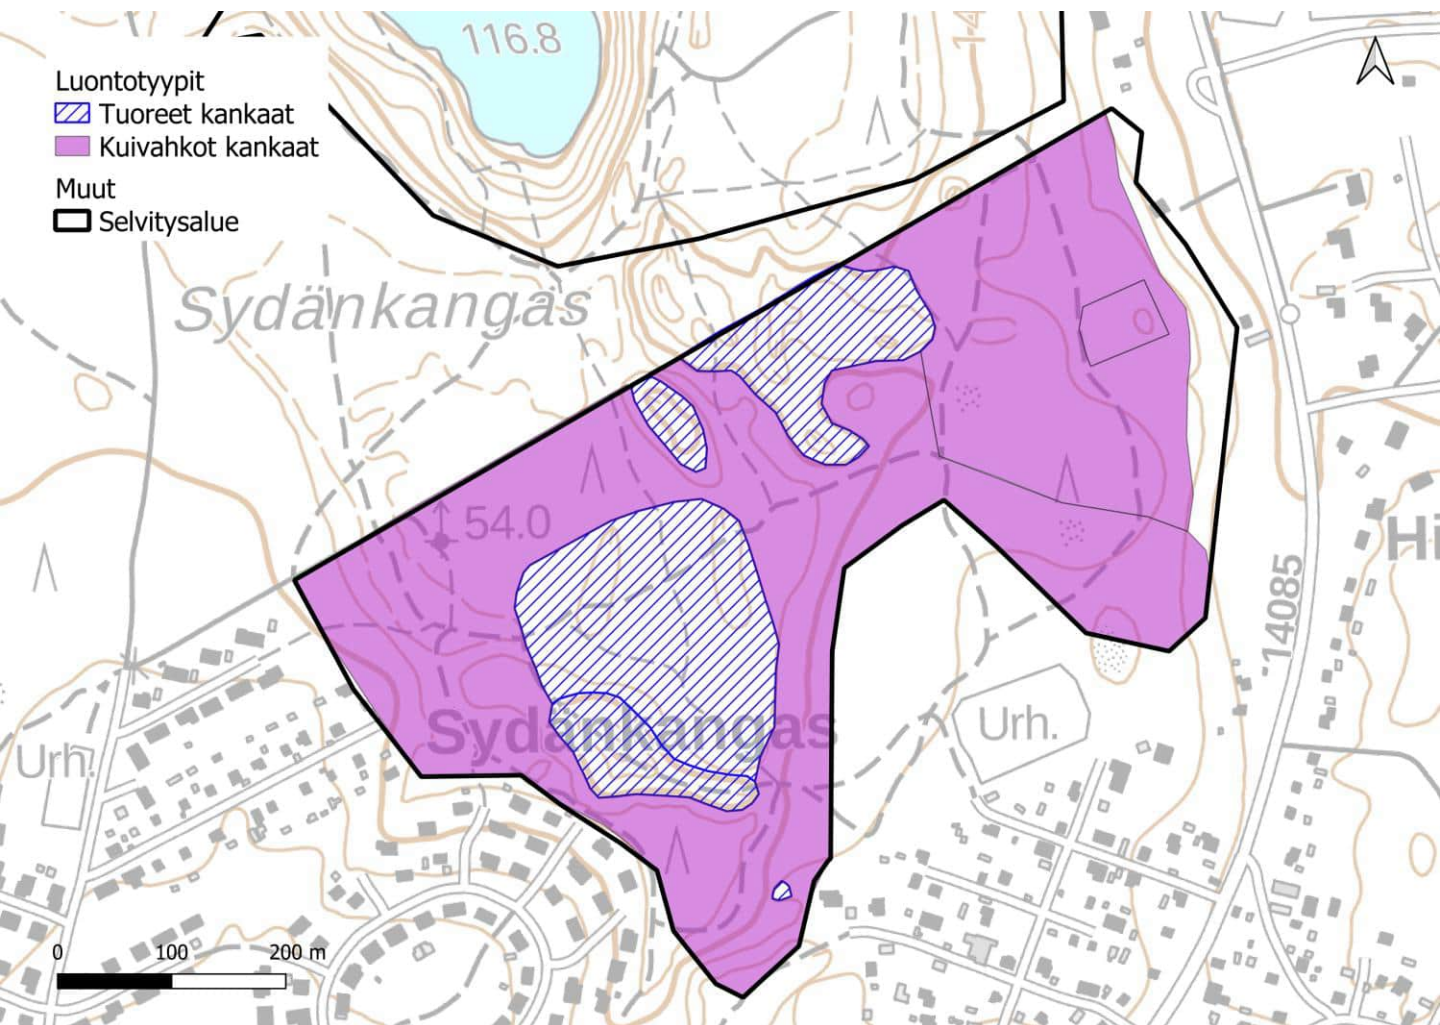 116.8
Luontotyypit
Tuoreet kankaat
Kuivahkot kankaat
Muut
Selvitysalue
Sydänkangas
54.0
Hi
14085
Sydänkangas
Urh.
Urh.
0 100 200 m